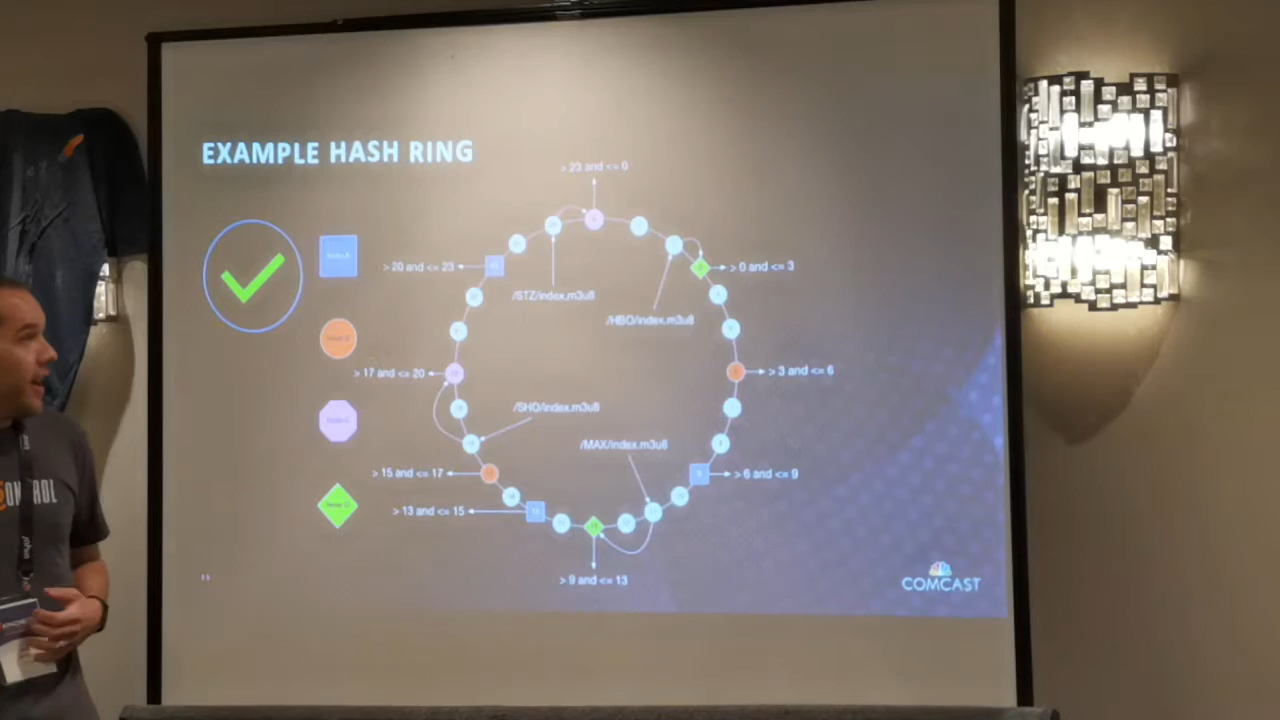 EXAMPLE HASH RING
> 23 and <= 0
> 20 and <= 23
> 0 and <= 3
/STZ/index.m3u8
/HBO/index.m3u8
> 17 and <= 20
> 3 and <= 6
/SHO/index.m3u8
/MAX/index.m3u8
> 15 and <= 17
> 6 and <= 9
> 13 and <= 15
> 9 and <= 13
COMCAST